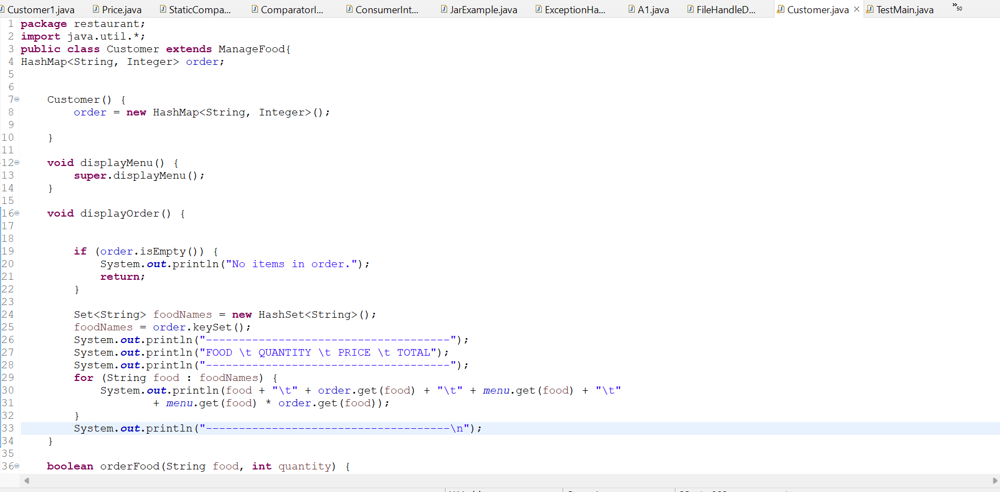 Customer1.java Price.java StaticCompa... ComparatorI... ConsumerInt... JarExample.java ExceptionHa... A1.java FileHandleD... Customer.java TestMain.java »50
1 package restaurant;
2 import java.util.*;
3 public class Customer extends ManageFood{
4 HashMap<String, Integer> order;
5
6
7 Customer() {
8 order = new HashMap<String, Integer>();
9
10 }
11
12 void displayMenu() {
13 super.displayMenu();
14 }
15
16 void displayOrder() {
17
18
19 if (order.isEmpty()) {
20 System.out.println("No items in order.");
21 return;
22 }
23
24 Set<String> foodNames = new HashSet<String>();
25 foodNames = order.keySet();
26 System.out.println("-------------------------------------");
27 System.out.println("FOOD \t QUANTITY \t PRICE \t TOTAL");
28 System.out.println("-------------------------------------");
29 for (String food : foodNames) {
30 System.out.println(food + "\t" + order.get(food) + "\t" + menu.get(food) + "\t"
31 + menu.get(food) * order.get(food));
32 }
33 System.out.println("-------------------------------------\n");
34 }
35
36 boolean orderFood(String food, int quantity) {